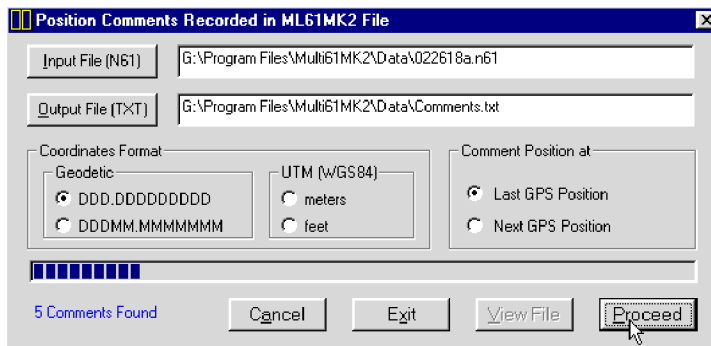 Position Comments Recorded in ML61MK2 File
Input File (N61)
G:\Program Files\Multi61MK2\Data\022618a.n61
Output File (TXT)
G:\Program Files\Multi61MK2\Data\Comments.txt
Coordinates Format
Geodetic
DDD.DDDDDDDDD
DDDMM.MMMMMMM
UTM (WGS84)
meters
feet
Comment Position at
Last GPS Position
Next GPS Position
5 Comments Found
Cancel
Exit
View File
Proceed